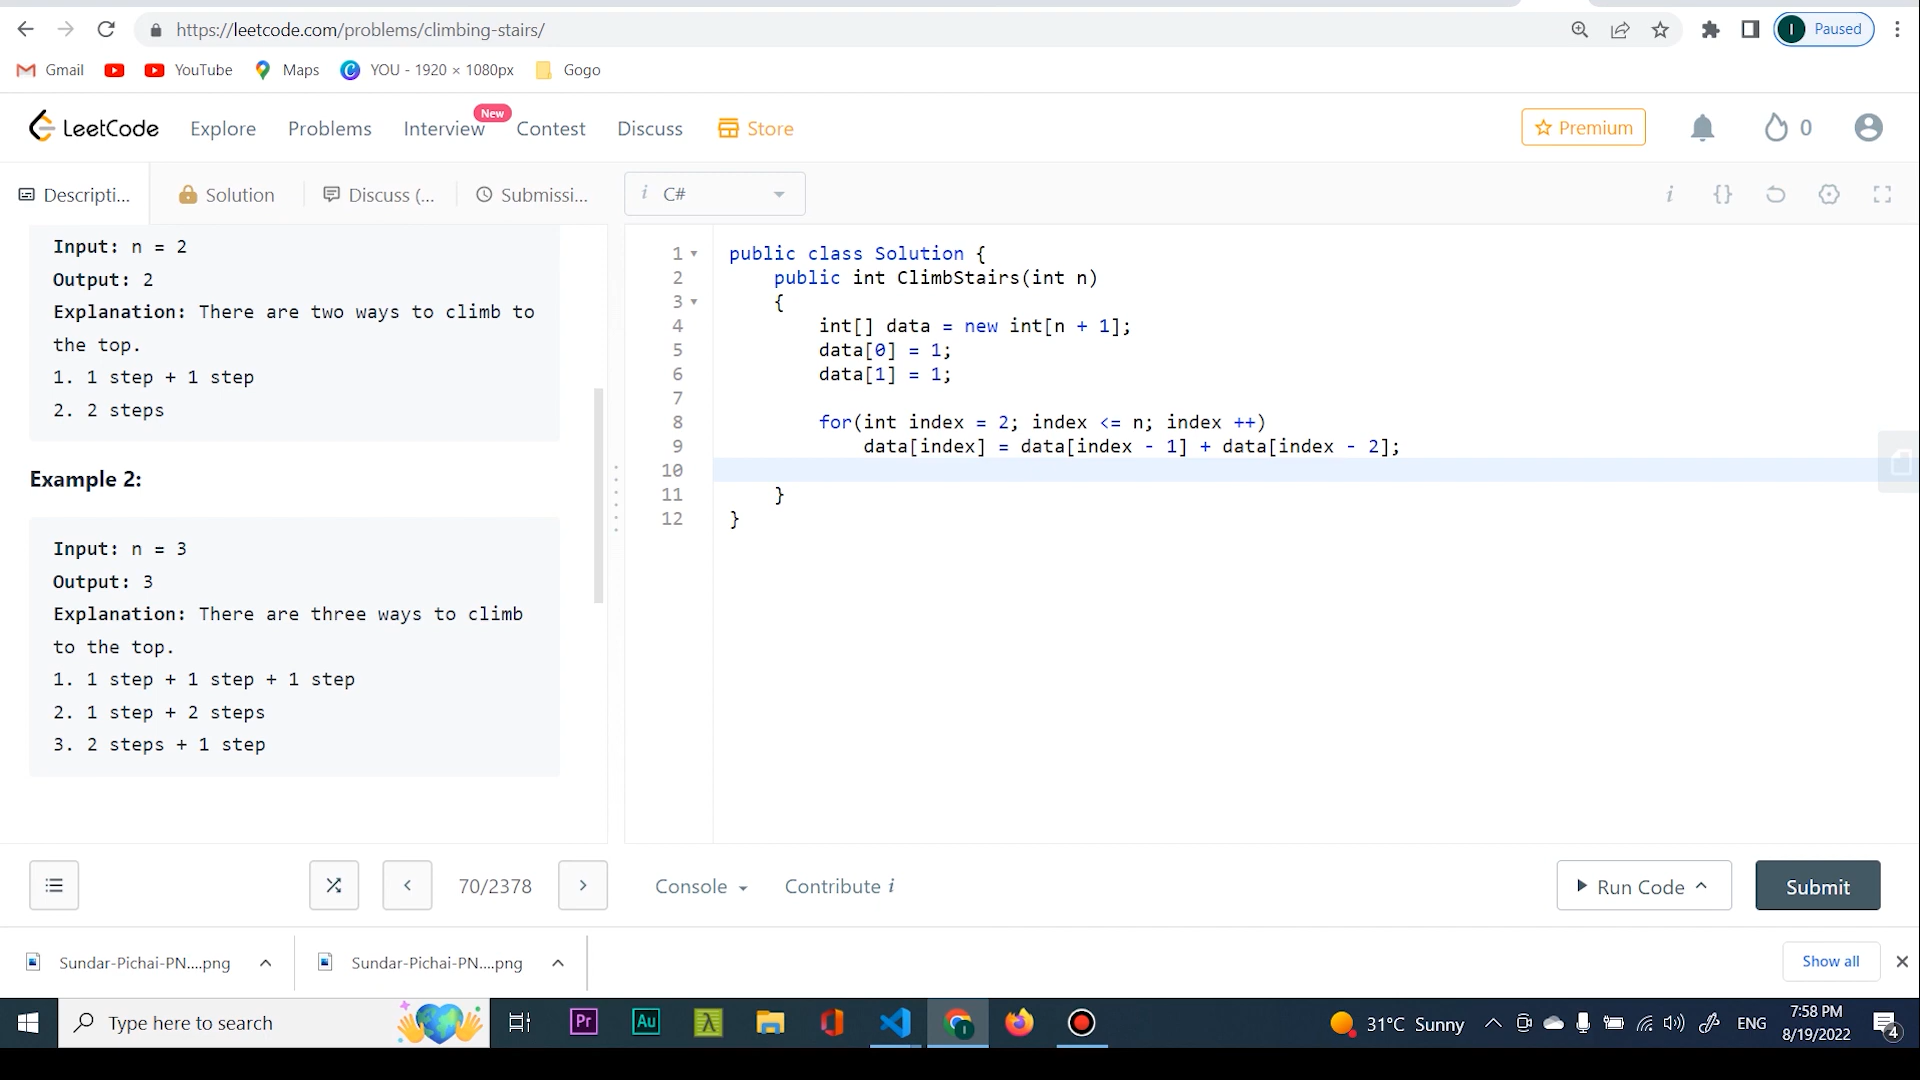 https://leetcode.com/problems/climbing-stairs/
Paused
Gmail
YouTube
Maps
YOU - 1920 × 1080px
Gogo
LeetCode
Explore
Problems
Interview
New
Contest
Discuss
Store
Premium
0
Descripti...
Solution
Discuss (...
Submissi...
i C#
Input: n = 2
Output: 2
Explanation: There are two ways to climb to
the top.
1. 1 step + 1 step
2. 2 steps
Example 2:
Input: n = 3
Output: 3
Explanation: There are three ways to climb
to the top.
1. 1 step + 1 step + 1 step
2. 1 step + 2 steps
3. 2 steps + 1 step
1 public class Solution {
2 public int ClimbStairs(int n)
3 {
4 int[] data = new int[n + 1];
5 data[0] = 1;
6 data[1] = 1;
7
8 for(int index = 2; index <= n; index ++)
9 data[index] = data[index - 1] + data[index - 2];
10
11 }
12 }
70/2378
Console
Contribute i
Run Code
Submit
Sundar-Pichai-PN....png
Sundar-Pichai-PN....png
Show all
Type here to search
Pr
Au
31°C Sunny
ENG
7:58 PM
8/19/2022
4